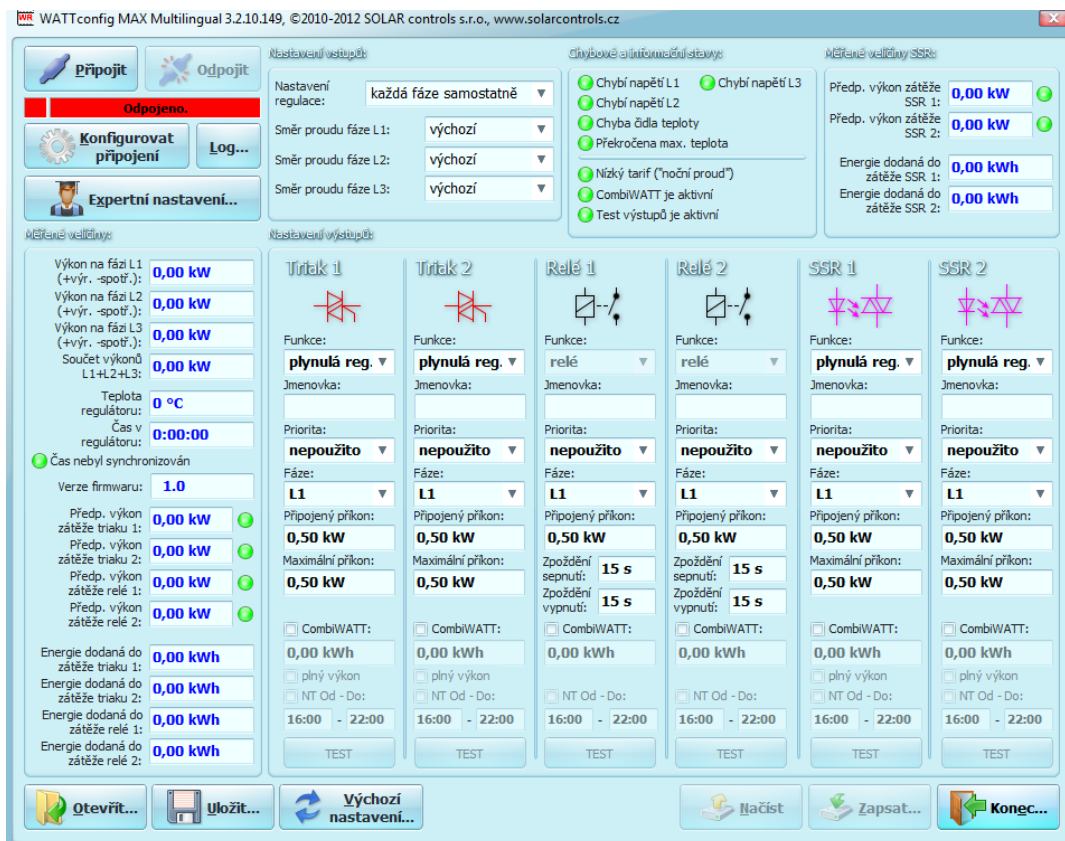 WATTconfig MAX Multilingual 3.2.10.149, ©2010-2012 SOLAR controls s.r.o., www.solarcontrols.cz
Připojit
Odpojit
Odpojeno.
Konfigurovat
připojení
Log...
Expertní nastavení...
Nastavení vstupů:
Nastavení
regulace:
každá fáze samostatně
Směr proudu fáze L1:
výchozí
Směr proudu fáze L2:
výchozí
Směr proudu fáze L3:
výchozí
Chybové a informační stavy:
Chybí napětí L1
Chybí napětí L3
Chybí napětí L2
Chyba čidla teploty
Překročena max. teplota
Nízký tarif ("noční proud")
CombiWATT je aktivní
Test výstupů je aktivní
Měřené veličiny SSR:
Předp. výkon zátěže
SSR 1:
0,00 kW
Předp. výkon zátěže
SSR 2:
0,00 kW
Energie dodaná do
zátěže SSR 1:
0,00 kWh
Energie dodaná do
zátěže SSR 2:
0,00 kWh
Měřené veličiny:
Výkon na fázi L1
(+výr. -spotř.):
0,00 kW
Výkon na fázi L2
(+výr. -spotř.):
0,00 kW
Výkon na fázi L3
(+výr. -spotř.):
0,00 kW
Součet výkonů
L1+L2+L3:
0,00 kW
Teplota
regulátoru:
0 °C
Čas v
regulátoru:
0:00:00
Čas nebyl synchronizován
Verze firmwaru:
1.0
Předp. výkon
zátěže triaku 1:
0,00 kW
Předp. výkon
zátěže triaku 2:
0,00 kW
Předp. výkon
zátěže relé 1:
0,00 kW
Předp. výkon
zátěže relé 2:
0,00 kW
Energie dodaná do
zátěže triaku 1:
0,00 kWh
Energie dodaná do
zátěže triaku 2:
0,00 kWh
Energie dodaná do
zátěže relé 1:
0,00 kWh
Energie dodaná do
zátěže relé 2:
0,00 kWh
Nastavení výstupů:
Triak 1
Funkce:
plynulá reg.
Jmenovka:
Priorita:
nepoužito
Fáze:
L1
Připojený příkon:
0,50 kW
Maximální příkon:
0,50 kW
CombiWATT:
0,00 kWh
plný výkon
NT Od - Do:
16:00 - 22:00
TEST
Triak 2
Funkce:
plynulá reg.
Jmenovka:
Priorita:
nepoužito
Fáze:
L1
Připojený příkon:
0,50 kW
Maximální příkon:
0,50 kW
CombiWATT:
0,00 kWh
plný výkon
NT Od - Do:
16:00 - 22:00
TEST
Relé 1
Funkce:
relé
Jmenovka:
Priorita:
nepoužito
Fáze:
L1
Připojený příkon:
0,50 kW
Zpoždění
sepnutí:
15 s
Zpoždění
vypnutí:
15 s
CombiWATT:
0,00 kWh
NT Od - Do:
16:00 - 22:00
TEST
Relé 2
Funkce:
relé
Jmenovka:
Priorita:
nepoužito
Fáze:
L1
Připojený příkon:
0,50 kW
Zpoždění
sepnutí:
15 s
Zpoždění
vypnutí:
15 s
CombiWATT:
0,00 kWh
NT Od - Do:
16:00 - 22:00
TEST
SSR 1
Funkce:
plynulá reg.
Jmenovka:
Priorita:
nepoužito
Fáze:
L1
Připojený příkon:
0,50 kW
Maximální příkon:
0,50 kW
CombiWATT:
0,00 kWh
plný výkon
NT Od - Do:
16:00 - 22:00
TEST
SSR 2
Funkce:
plynulá reg.
Jmenovka:
Priorita:
nepoužito
Fáze:
L1
Připojený příkon:
0,50 kW
Maximální příkon:
0,50 kW
CombiWATT:
0,00 kWh
plný výkon
NT Od - Do:
16:00 - 22:00
TEST
Otevřít...
Uložit...
Výchozí
nastavení...
Načíst
Zapsat...
Konec...